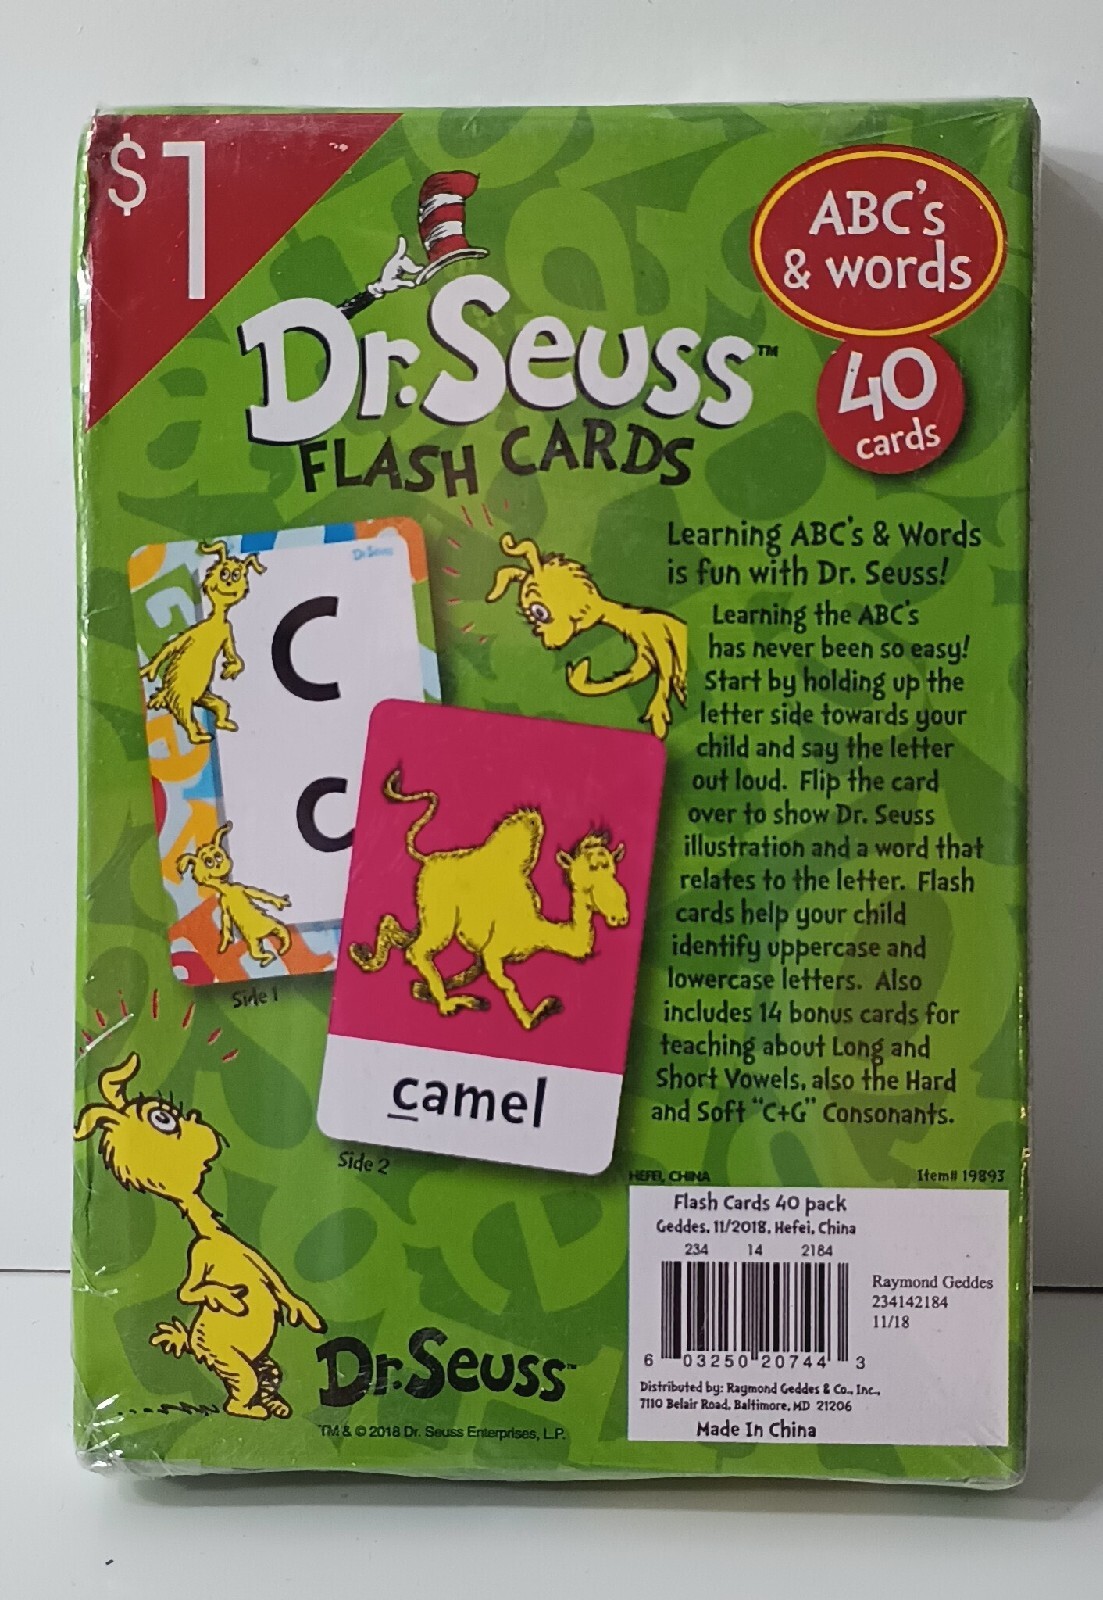 $1
ABC's
& words
40
cards
Dr. Seuss™
FLASH CARDS
Dr. Seuss
C
c
Side 1
camel
Side 2
Learning ABC's & Words
is fun with Dr. Seuss!
Learning the ABC's
has never been so easy!
Start by holding up the
letter side towards your
child and say the letter
out loud. Flip the card
over to show Dr. Seuss
illustration and a word that
relates to the letter. Flash
cards help your child
identify uppercase and
lowercase letters. Also
includes 14 bonus cards for
teaching about Long and
Short Vowels, also the Hard
and Soft "C+G" Consonants.
HEFEI, CHINA
Item# 19893
Flash Cards 40 pack
Geddes, 11/2018, Hefei, China
234 14 2184
6 03250 20744 3
Raymond Geddes
234142184
11/18
Distributed by: Raymond Geddes & Co., Inc.,
7110 Belair Road, Baltimore, MD 21206
Made In China
Dr. Seuss™
TM & © 2018 Dr. Seuss Enterprises, L.P.